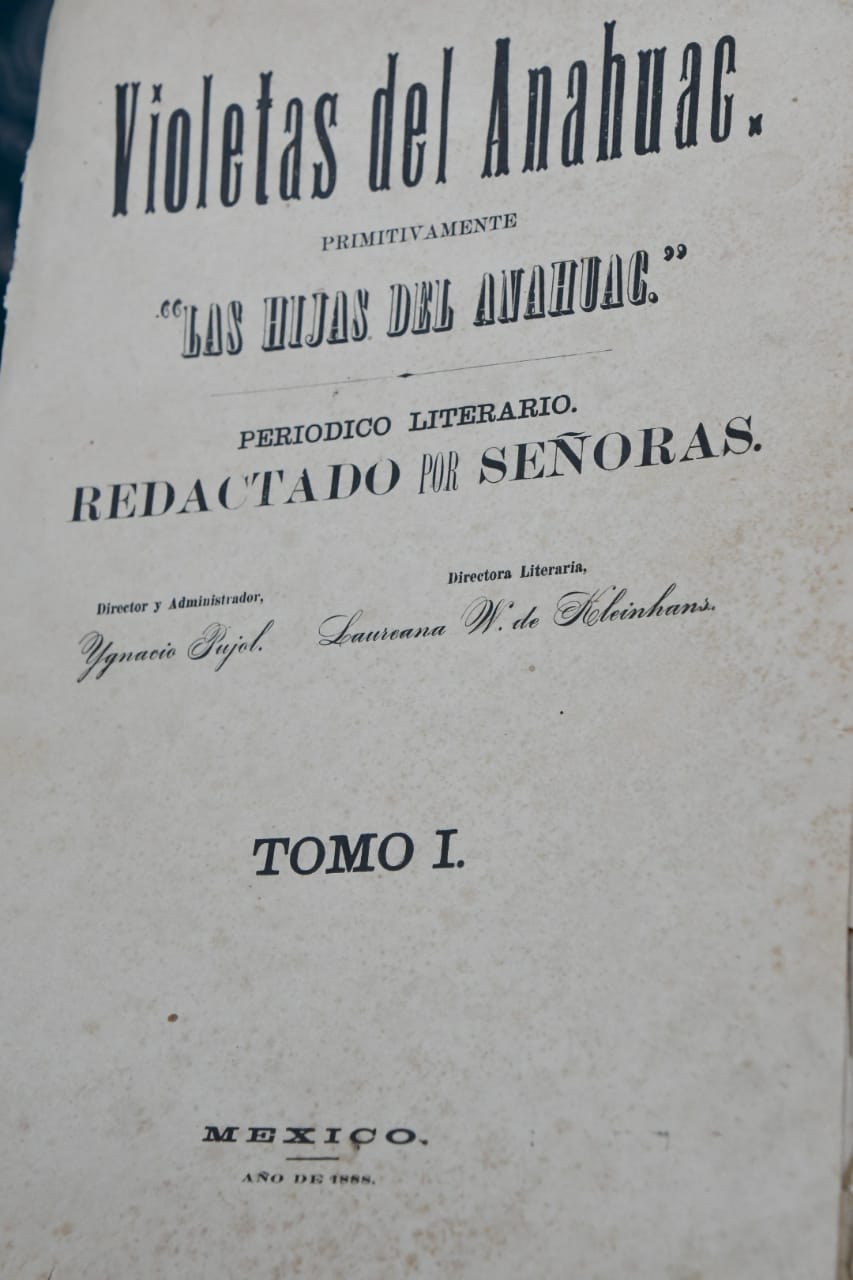 Violetas del Anahuac.
PRIMITIVAMENTE
“LAS HIJAS DEL ANAHUAC.”
PERIODICO LITERARIO.
REDACTADO POR SEÑORAS.
Director y Administrador,
Ygnacio Pujol.
Directora Literaria,
Laureana W. de Kleinhans.
TOMO I.
MEXICO.
AÑO DE 1888.